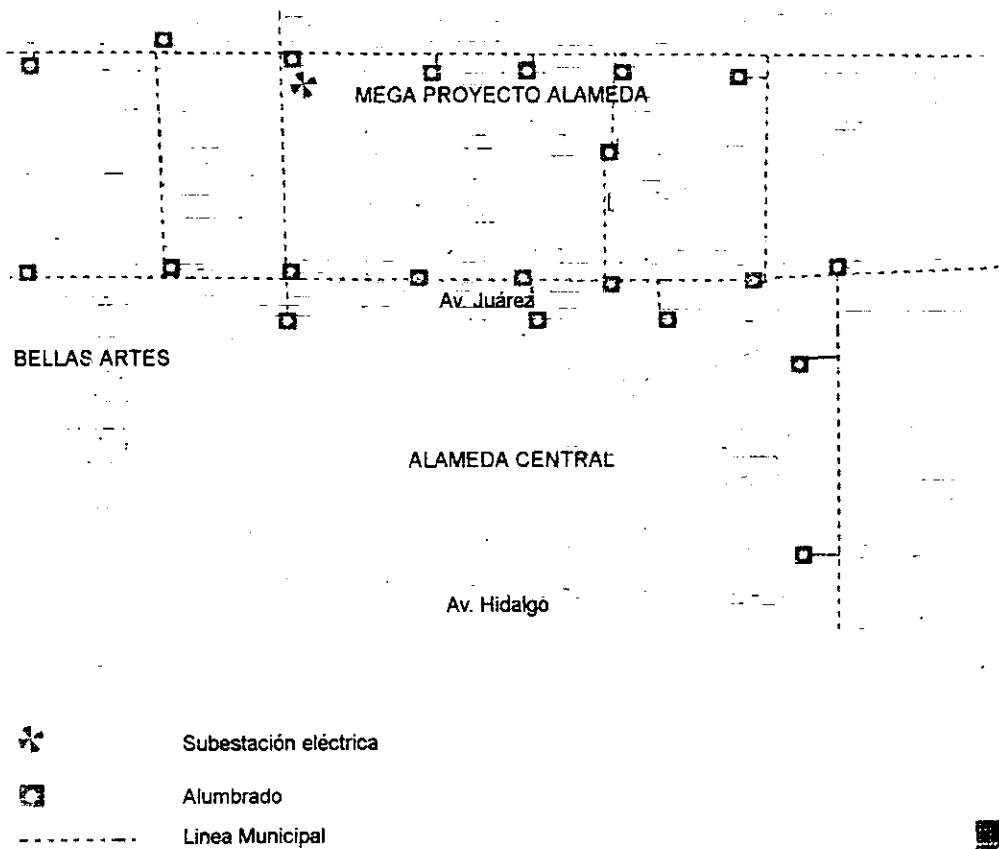 MEGA PROYECTO ALAMEDA
Av. Juárez
BELLAS ARTES
ALAMEDA CENTRAL
Av. Hidalgo
Subestación eléctrica
Alumbrado
Linea Municipal